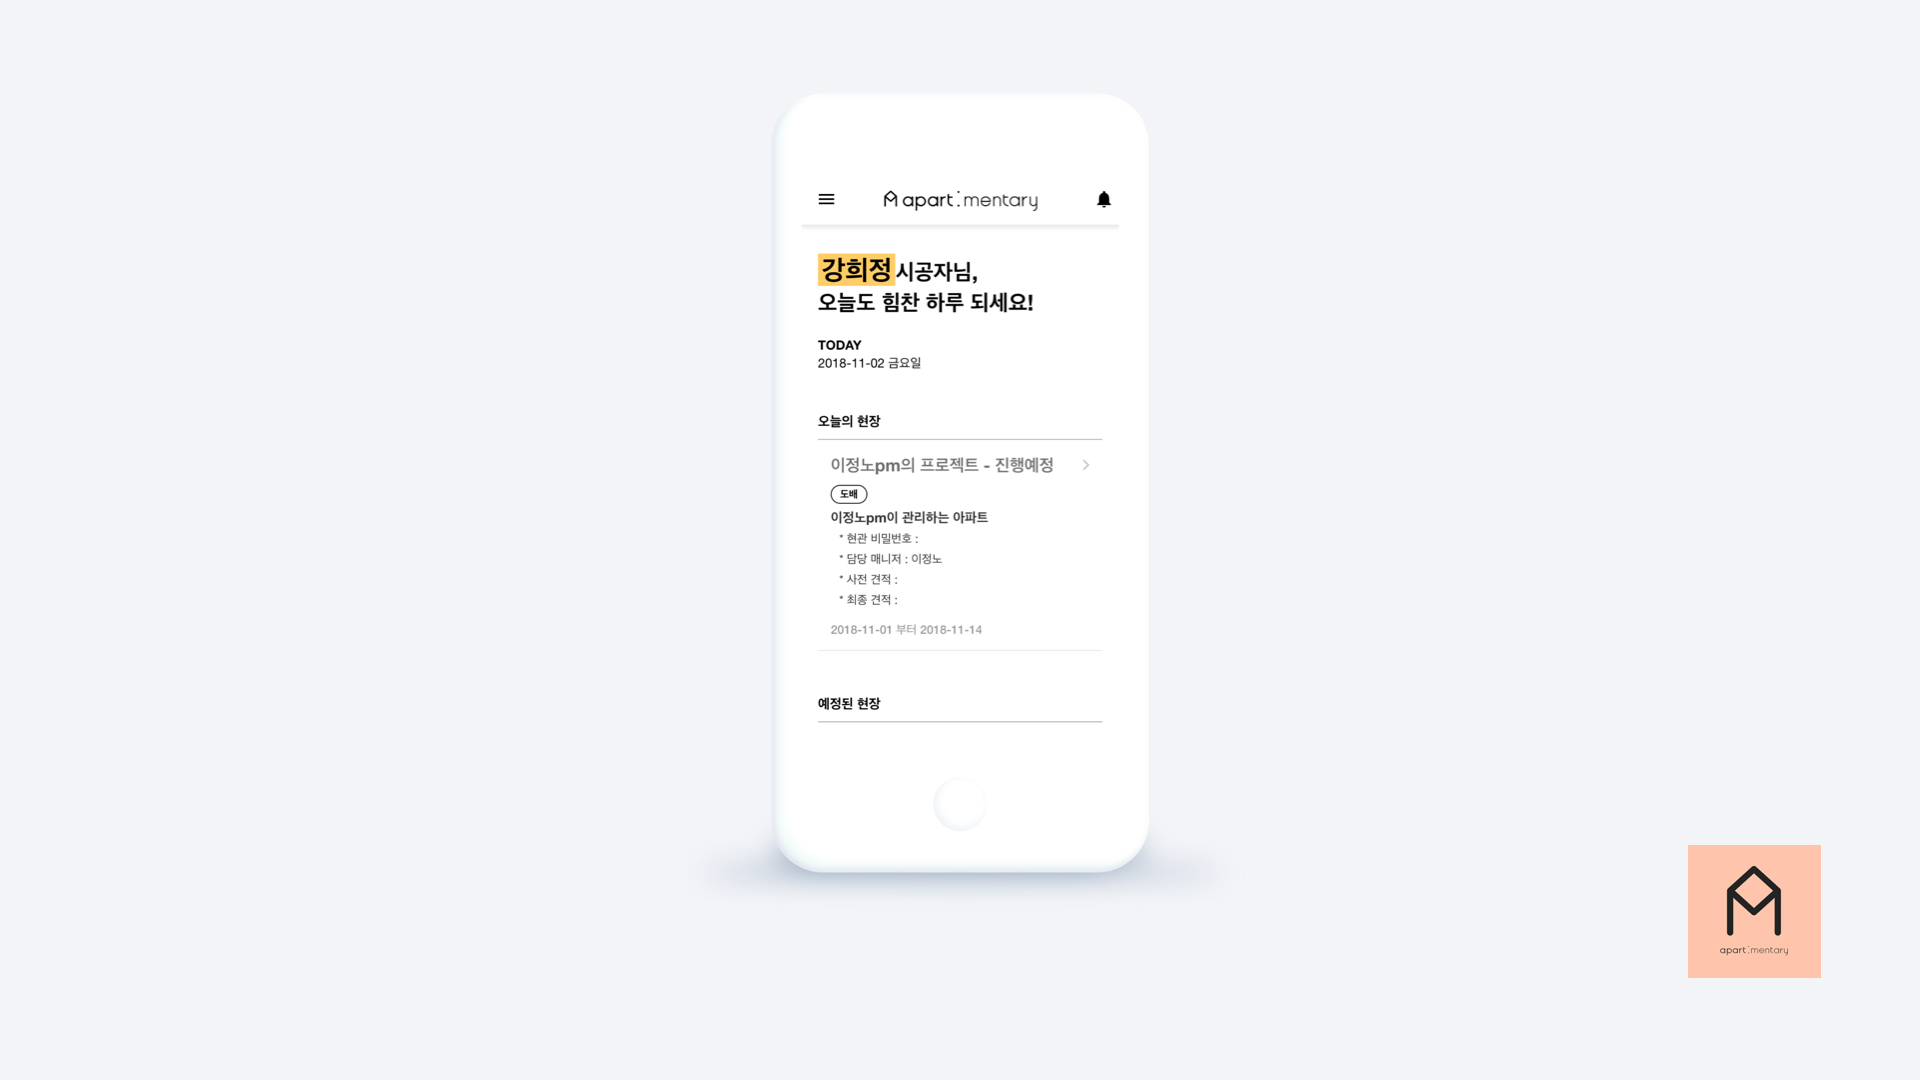 apart:mentary
강희정 시공자님,
오늘도 힘찬 하루 되세요!
TODAY
2018-11-02 금요일
오늘의 현장
이정노pm의 프로젝트 - 진행예정
도배
이정노pm이 관리하는 아파트
* 현관 비밀번호 :
* 담당 매니저 : 이정노
* 사전 견적 :
* 최종 견적 :
2018-11-01 부터 2018-11-14
예정된 현장
apart:mentary